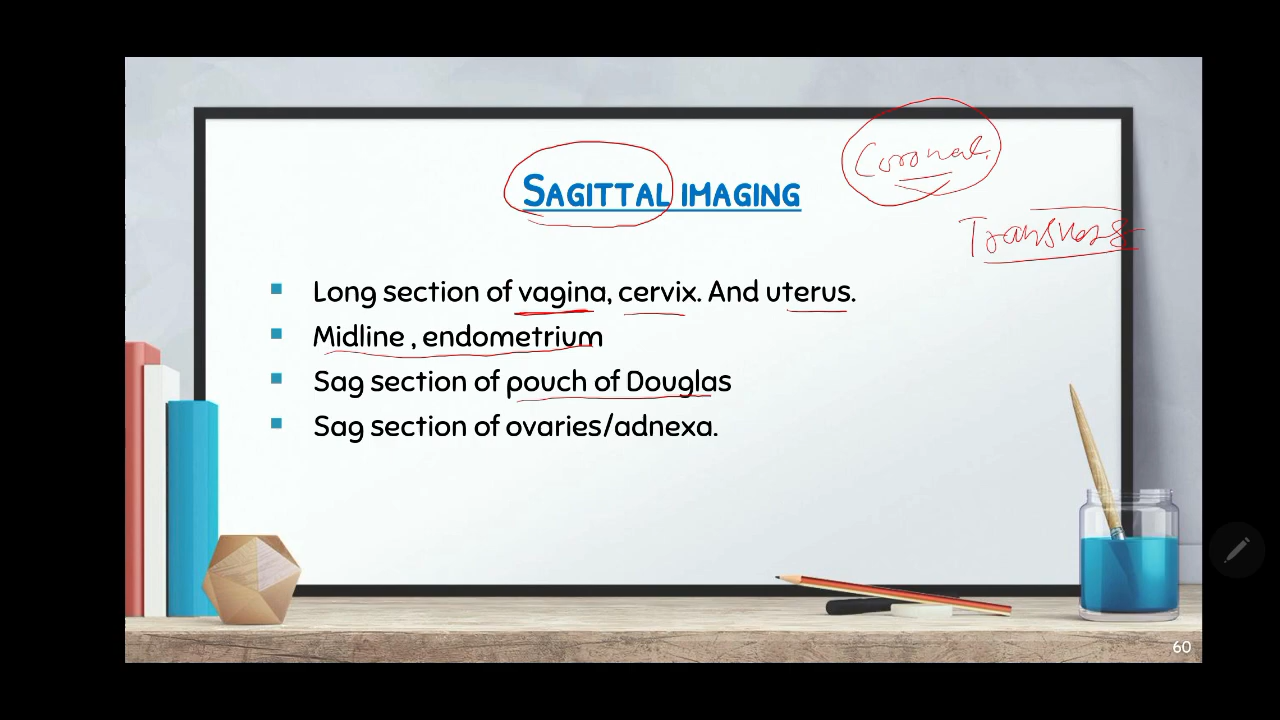 Coronal.
SAGITTAL IMAGING
Transverse
Long section of vagina, cervix. And uterus.
Midline , endometrium
Sag section of pouch of Douglas
Sag section of ovaries/adnexa.
60